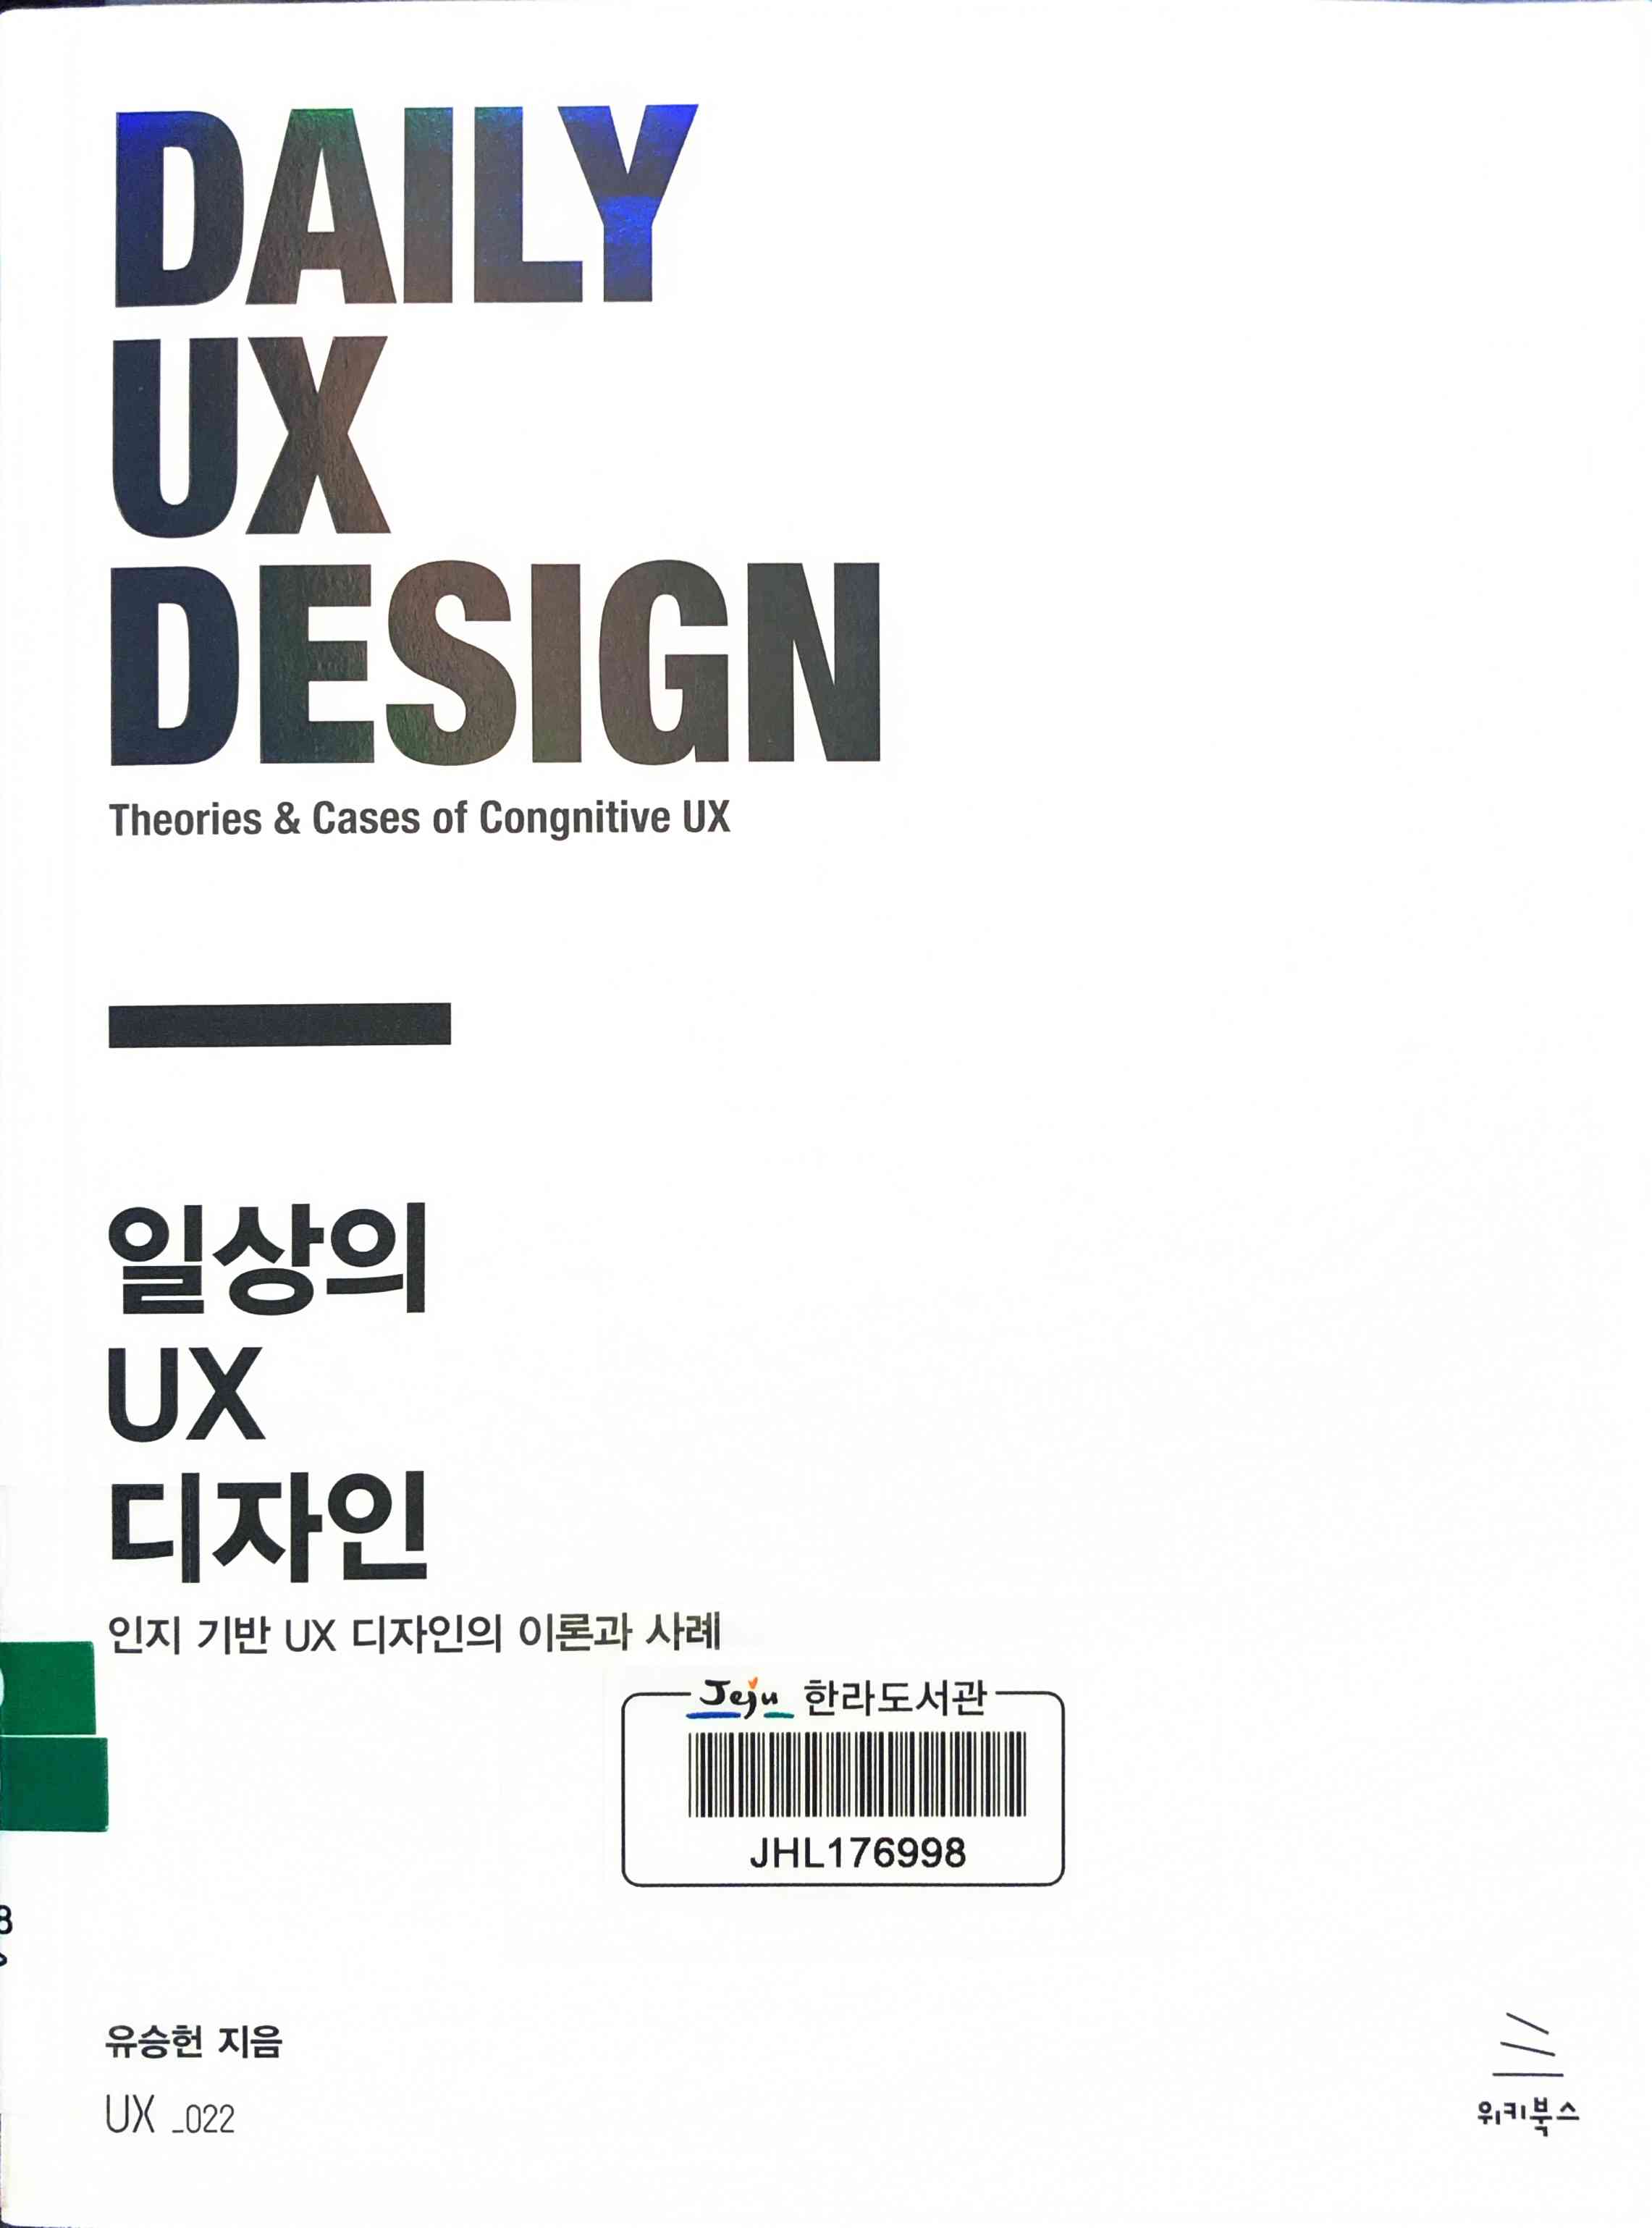 DAILY
UX
DESIGN
Theories & Cases of Congnitive UX
일상의
UX
디자인
인지 기반 UX 디자인의 이론과 사례
Jeju 한라도서관
JHL176998
8
유승헌 지음
UX _022
위키북스